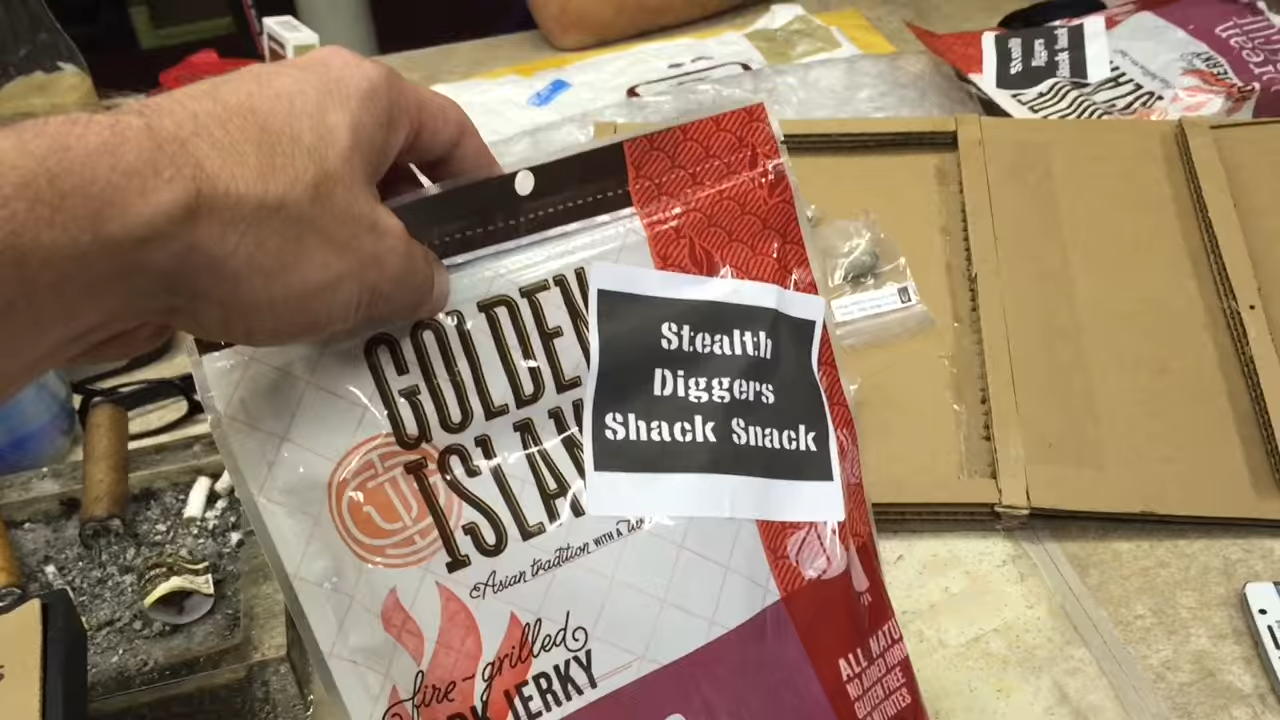 Stealth
Diggers
Shack Snack
GOLDEN
ISLAN
Asian tradition WITH A
fire-grilled
JERKY
ALL NATU
NO ADDED HORM
GLUTEN FREE
NITRITES
Stealth
Diggers
Shack Snack